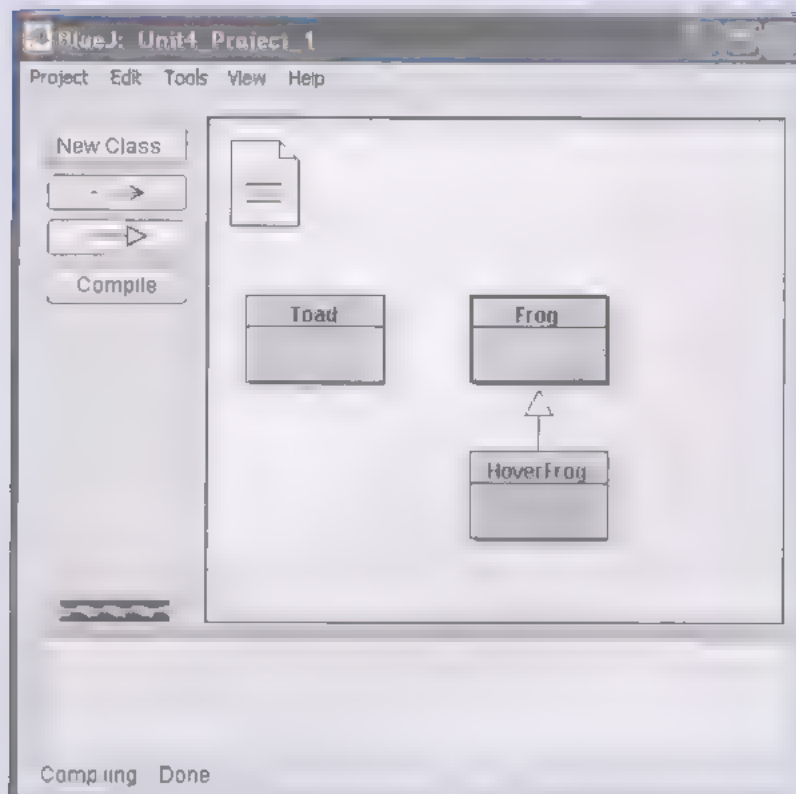 BlueJ: Unit4_Project_1
Project Edit Tools View Help
New Class
Compile
Toad
Frog
HoverFrog
Compiling Done